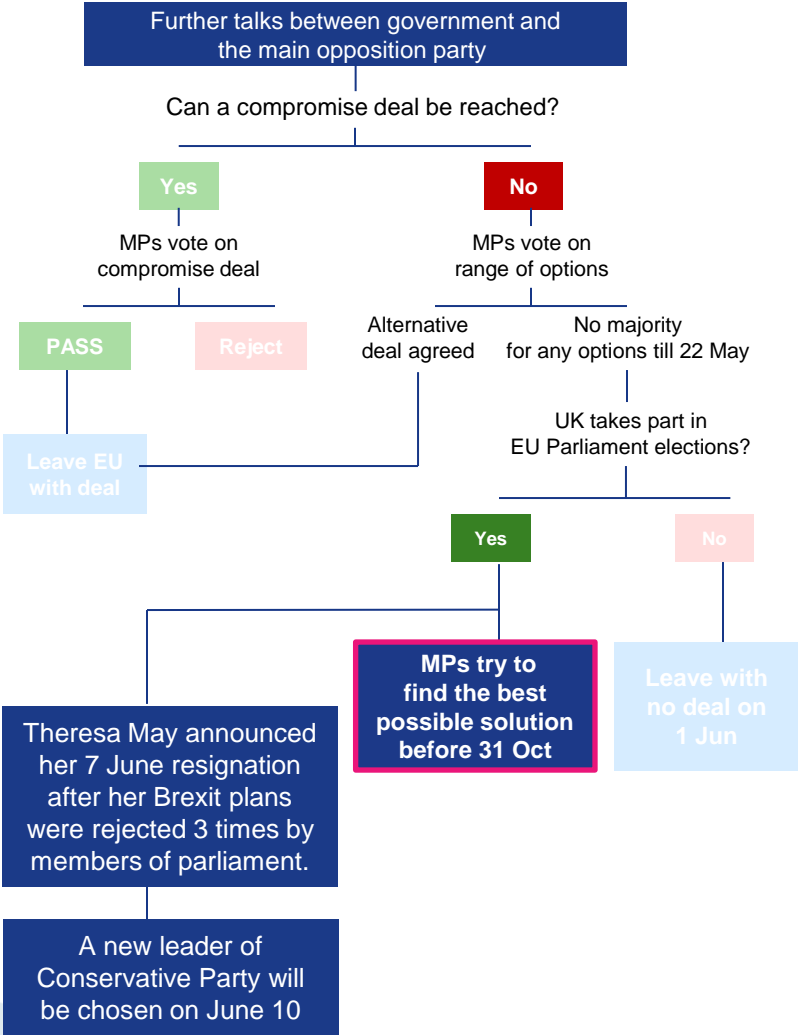 Further talks between government and
the main opposition party
Can a compromise deal be reached?
Yes
No
MPs vote on
compromise deal
MPs vote on
range of options
PASS
Reject
Alternative
deal agreed
No majority
for any options till 22 May
UK takes part in
EU Parliament elections?
Leave EU
with deal
Yes
No
MPs try to
find the best
possible solution
before 31 Oct
Leave with
no deal on
1 Jun
Theresa May announced
her 7 June resignation
after her Brexit plans
were rejected 3 times by
members of parliament.
A new leader of
Conservative Party will
be chosen on June 10